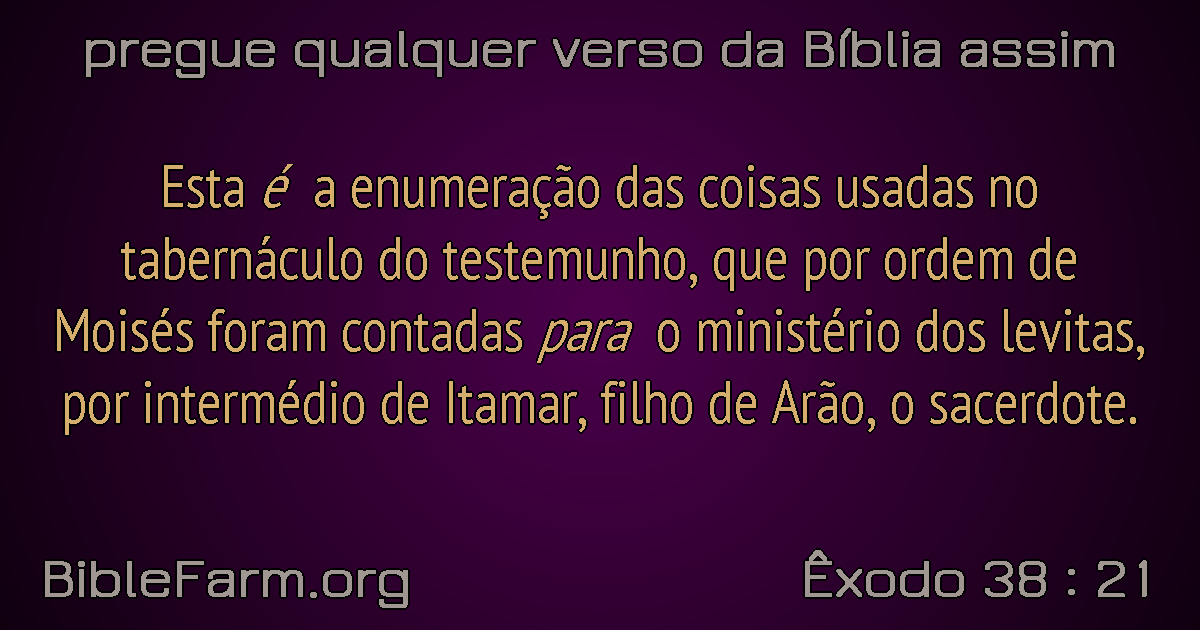 pregue qualquer verso da Bíblia assim
Esta é a enumeração das coisas usadas no
tabernáculo do testemunho, que por ordem de
Moisés foram contadas para o ministério dos levitas,
por intermédio de Itamar, filho de Arão, o sacerdote.
BibleFarm.org
Êxodo 38 : 21